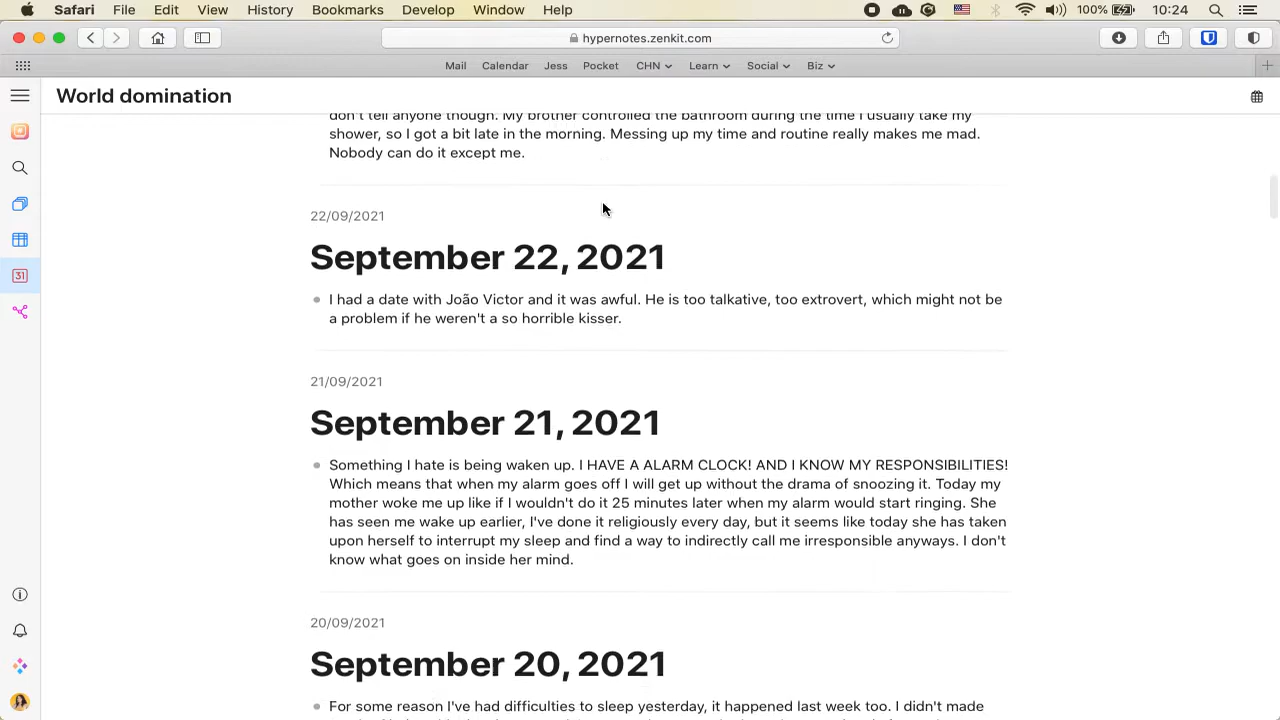 Safari File Edit View History Bookmarks Develop Window Help 100% 10:24
hypernotes.zenkit.com
Mail Calendar Jess Pocket CHN Learn Social Biz
World domination
don't tell anyone though. My brother controlled the bathroom during the time I usually take my
shower, so I got a bit late in the morning. Messing up my time and routine really makes me mad.
Nobody can do it except me.
22/09/2021
September 22, 2021
I had a date with João Victor and it was awful. He is too talkative, too extrovert, which might not be
a problem if he weren't a so horrible kisser.
21/09/2021
September 21, 2021
Something I hate is being waken up. I HAVE A ALARM CLOCK! AND I KNOW MY RESPONSIBILITIES!
Which means that when my alarm goes off I will get up without the drama of snoozing it. Today my
mother woke me up like if I wouldn't do it 25 minutes later when my alarm would start ringing. She
has seen me wake up earlier, I've done it religiously every day, but it seems like today she has taken
upon herself to interrupt my sleep and find a way to indirectly call me irresponsible anyways. I don't
know what goes on inside her mind.
31
20/09/2021
September 20, 2021
For some reason I've had difficulties to sleep yesterday, it happened last week too. I didn't made